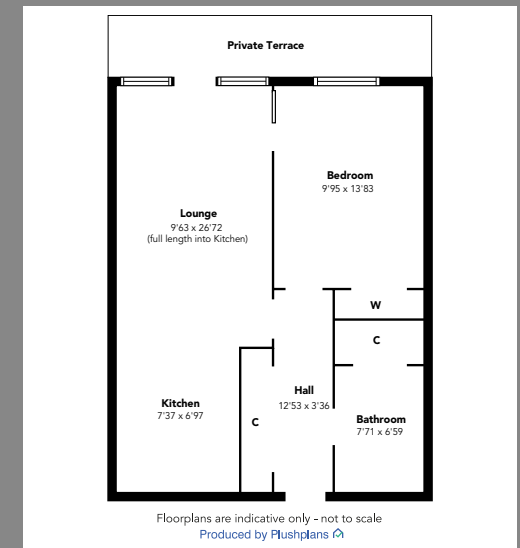 Private Terrace
Bedroom
9'95 x 13'83
Lounge
9'63 x 26'72
(full length into Kitchen)
W
C
Hall
12'53 x 3'36
Kitchen
7'37 x 6'97
C
Bathroom
7'71 x 6'59
Floorplans are indicative only - not to scale
Produced by Plushplans